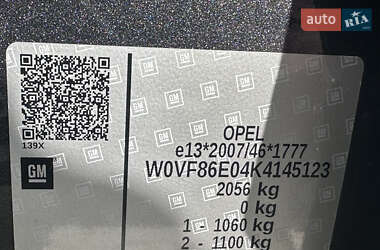 auto RIA
139X
GM
OPEL
e13*2007/46*1777
W0VF86E04K4145123
2056 kg
0 kg
1 - 1060 kg
2 - 1100 kg